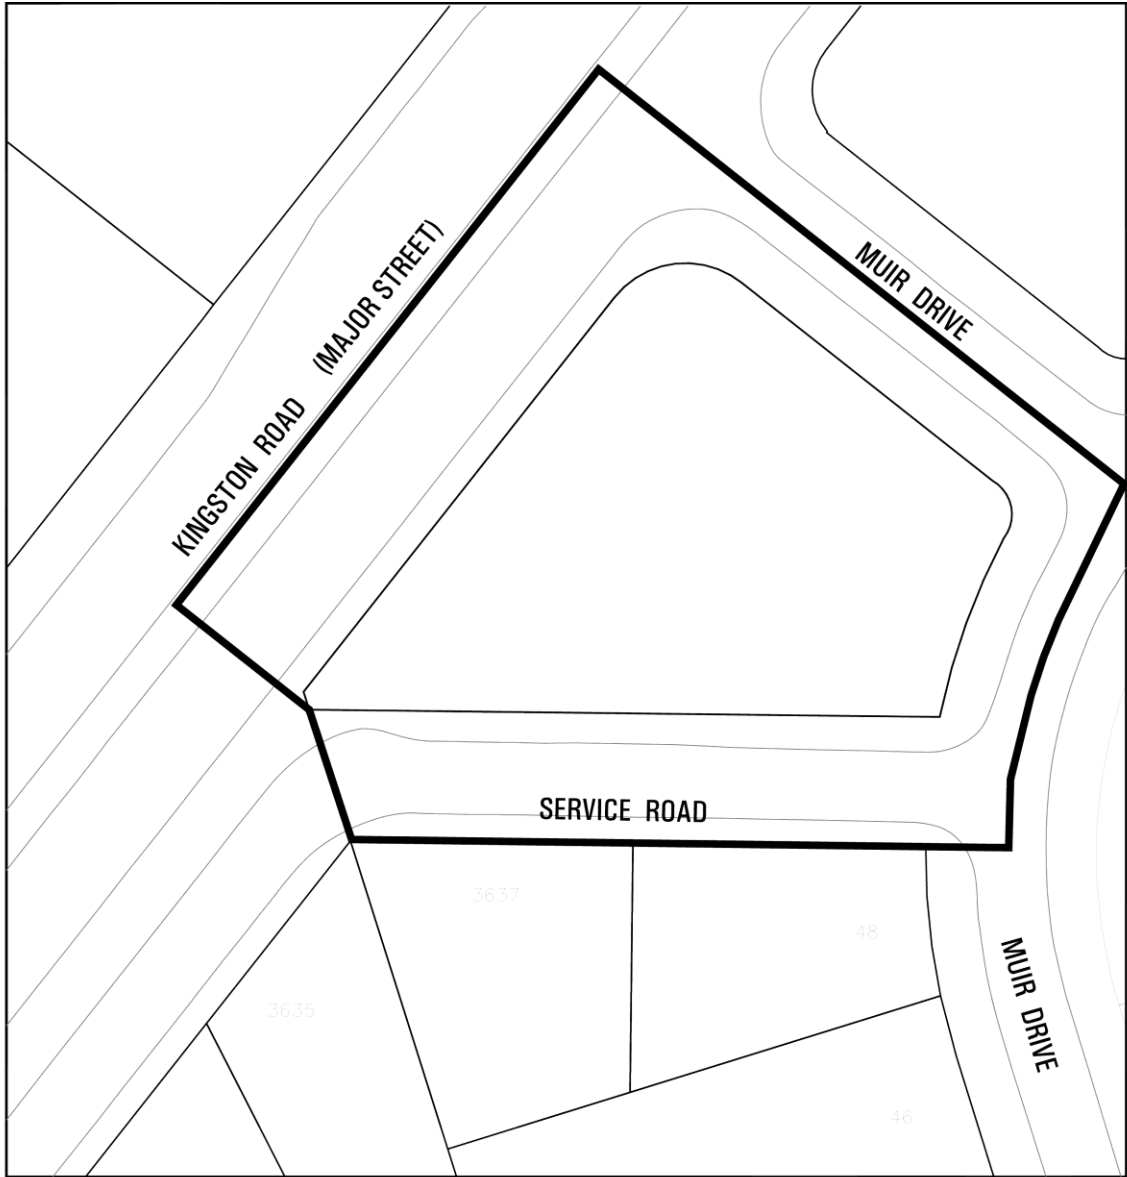 KINGSTON ROAD (MAJOR STREET)
MUIR DRIVE
SERVICE ROAD
3637
48
MUIR DRIVE
3635
46